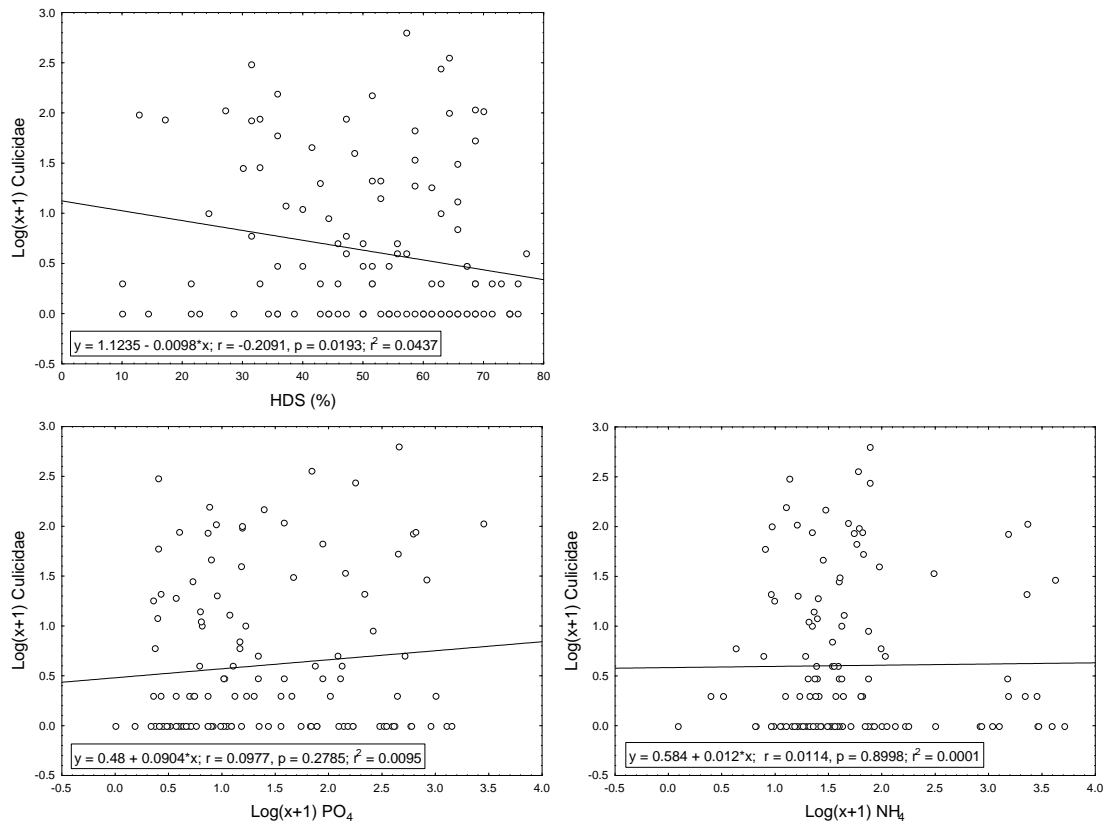 3.0
2.5
2.0
1.5
1.0
0.5
0.0
-0.5
Log(x+1) Culicidae
y = 1.1235 - 0.0098*x; r = -0.2091, p = 0.0193; r² = 0.0437
0 10 20 30 40 50 60 70 80
HDS (%)
3.0
2.5
2.0
1.5
1.0
0.5
0.0
-0.5
Log(x+1) Culicidae
y = 0.48 + 0.0904*x; r = 0.0977, p = 0.2785; r² = 0.0095
-0.5 0.0 0.5 1.0 1.5 2.0 2.5 3.0 3.5 4.0
Log(x+1) PO₄
3.0
2.5
2.0
1.5
1.0
0.5
0.0
-0.5
Log(x+1) Culicidae
y = 0.584 + 0.012*x; r = 0.0114, p = 0.8998; r² = 0.0001
-0.5 0.0 0.5 1.0 1.5 2.0 2.5 3.0 3.5 4.0
Log(x+1) NH₄